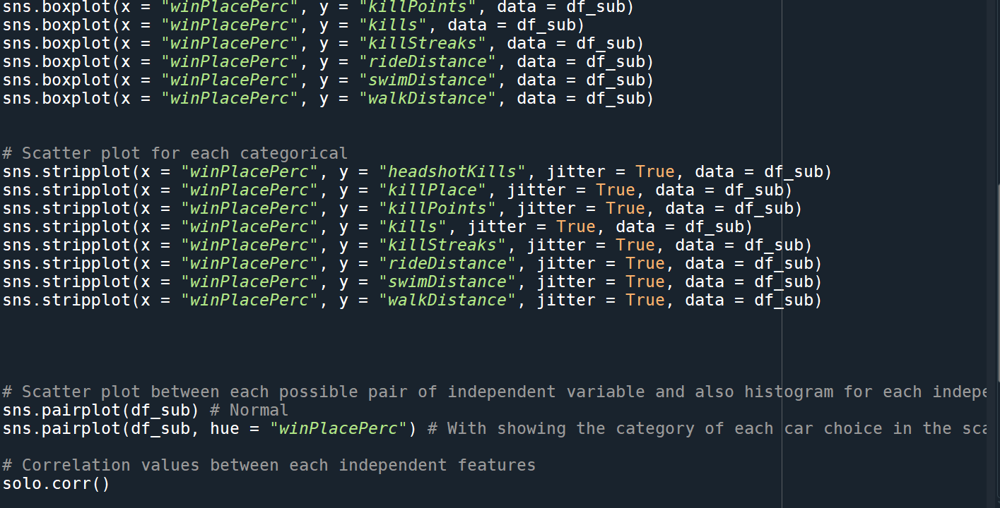 sns.boxplot(x = "winPlacePerc", y = "killPoints", data = df_sub)
sns.boxplot(x = "winPlacePerc", y = "kills", data = df_sub)
sns.boxplot(x = "winPlacePerc", y = "killStreaks", data = df_sub)
sns.boxplot(x = "winPlacePerc", y = "rideDistance", data = df_sub)
sns.boxplot(x = "winPlacePerc", y = "swimDistance", data = df_sub)
sns.boxplot(x = "winPlacePerc", y = "walkDistance", data = df_sub)
# Scatter plot for each categorical
sns.stripplot(x = "winPlacePerc", y = "headshotKills", jitter = True, data = df_sub)
sns.stripplot(x = "winPlacePerc", y = "killPlace", jitter = True, data = df_sub)
sns.stripplot(x = "winPlacePerc", y = "killPoints", jitter = True, data = df_sub)
sns.stripplot(x = "winPlacePerc", y = "kills", jitter = True, data = df_sub)
sns.stripplot(x = "winPlacePerc", y = "killStreaks", jitter = True, data = df_sub)
sns.stripplot(x = "winPlacePerc", y = "rideDistance", jitter = True, data = df_sub)
sns.stripplot(x = "winPlacePerc", y = "swimDistance", jitter = True, data = df_sub)
sns.stripplot(x = "winPlacePerc", y = "walkDistance", jitter = True, data = df_sub)
# Scatter plot between each possible pair of independent variable and also histogram for each indepe
sns.pairplot(df_sub) # Normal
sns.pairplot(df_sub, hue = "winPlacePerc") # With showing the category of each car choice in the sca
# Correlation values between each independent features
solo.corr()